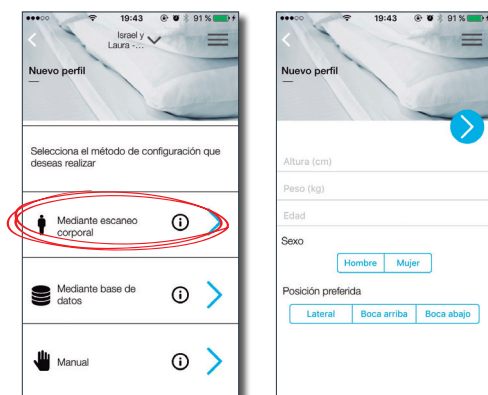 19:43 91 %
Israel y
Laura -...
Nuevo perfil
Selecciona el método de configuración que
deseas realizar
Mediante escaneo
corporal
Mediante base de
datos
Manual
19:43 91 %
Nuevo perfil
Altura (cm)
Peso (kg)
Edad
Sexo
Hombre Mujer
Posición preferida
Lateral Boca arriba Boca abajo